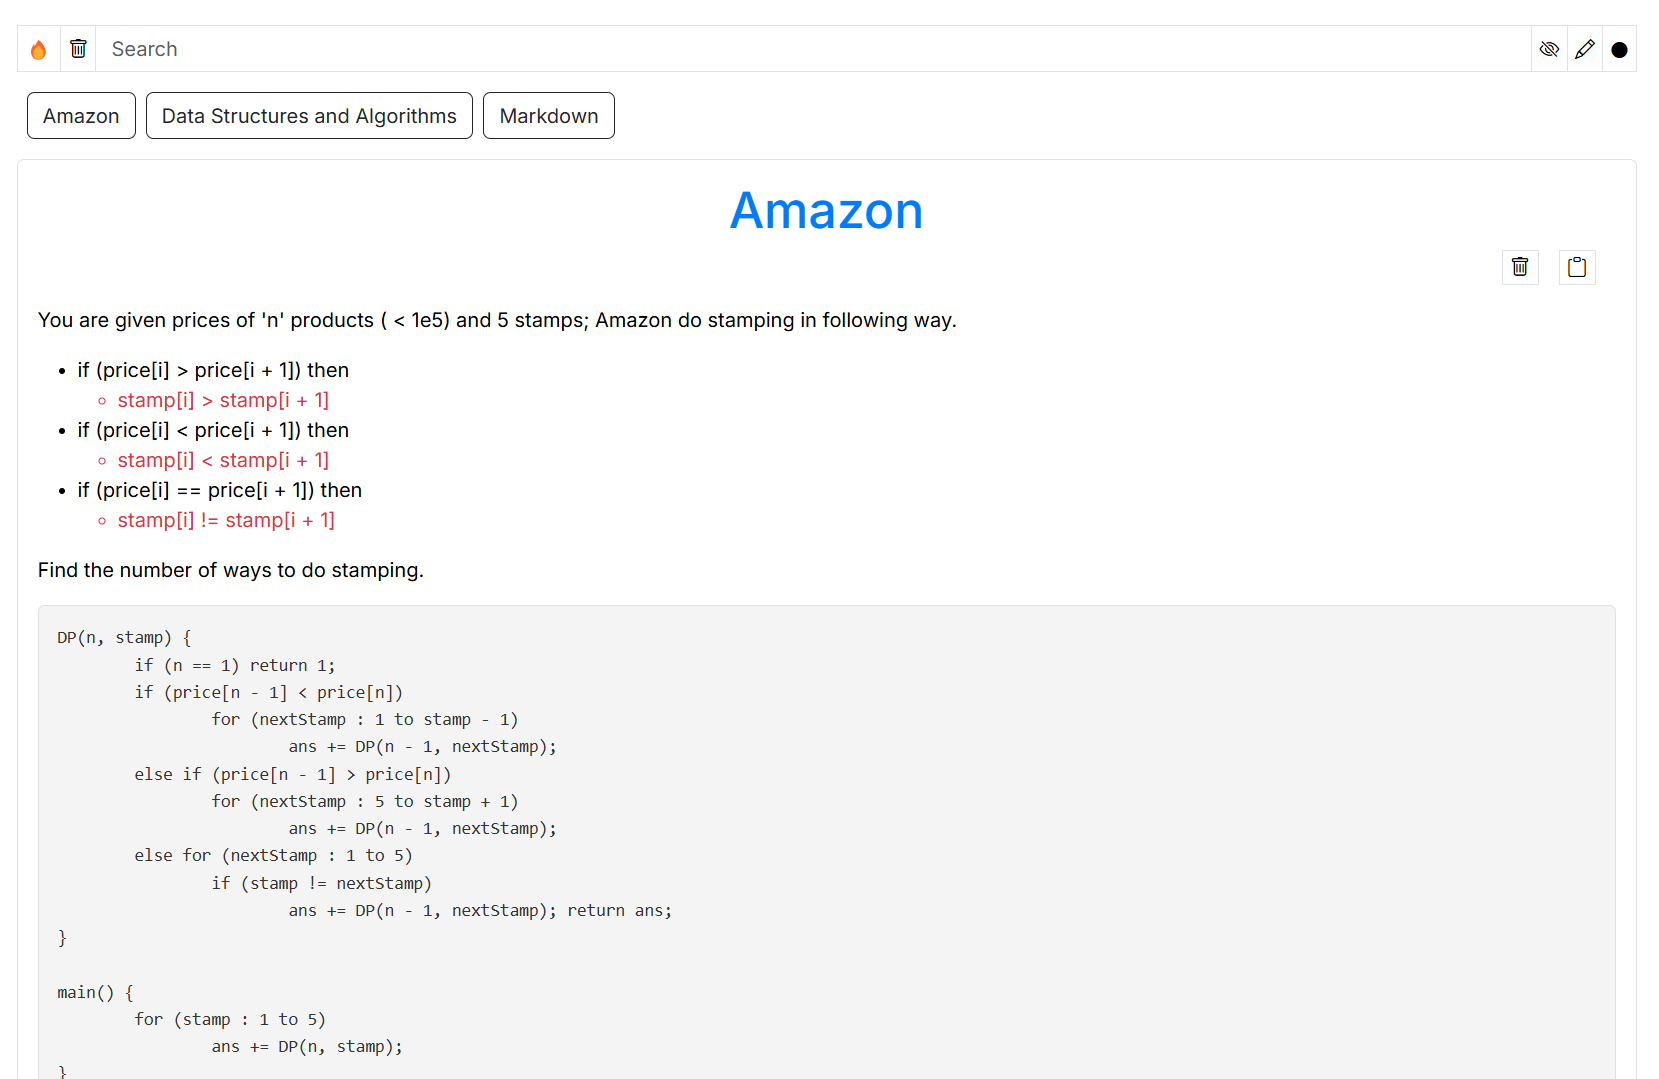 Search
Amazon Data Structures and Algorithms Markdown
Amazon
You are given prices of 'n' products ( < 1e5) and 5 stamps; Amazon do stamping in following way.
• if (price[i] > price[i + 1]) then
◦ stamp[i] > stamp[i + 1]
• if (price[i] < price[i + 1]) then
◦ stamp[i] < stamp[i + 1]
• if (price[i] == price[i + 1]) then
◦ stamp[i] != stamp[i + 1]
Find the number of ways to do stamping.
DP(n, stamp) {
        if (n == 1) return 1;
        if (price[n - 1] < price[n])
                for (nextStamp : 1 to stamp - 1)
                        ans += DP(n - 1, nextStamp);
        else if (price[n - 1] > price[n])
                for (nextStamp : 5 to stamp + 1)
                        ans += DP(n - 1, nextStamp);
        else for (nextStamp : 1 to 5)
                if (stamp != nextStamp)
                        ans += DP(n - 1, nextStamp); return ans;
}
main() {
        for (stamp : 1 to 5)
                ans += DP(n, stamp);
}